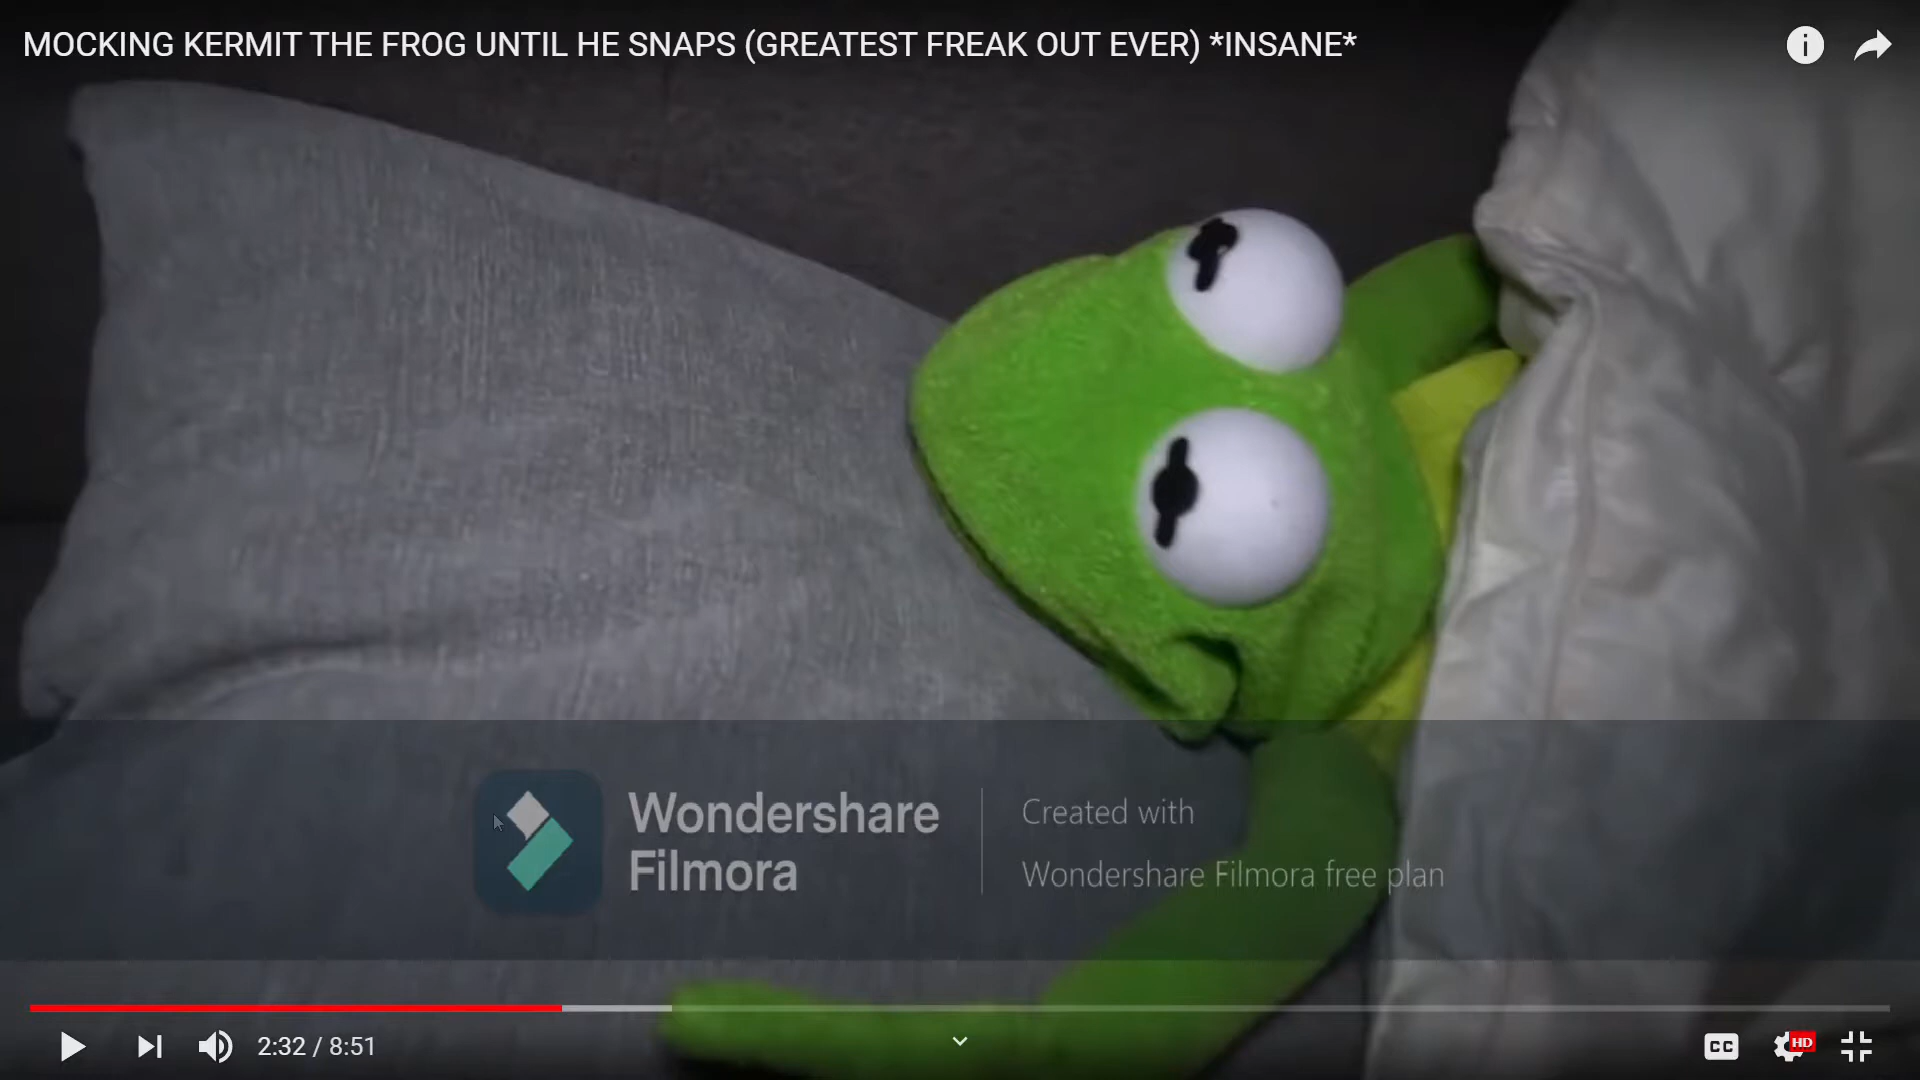 MOCKING KERMIT THE FROG UNTIL HE SNAPS (GREATEST FREAK OUT EVER) *INSANE*
Wondershare
Filmora
Created with
Wondershare Filmora free plan
2:32 / 8:51
CC
HD